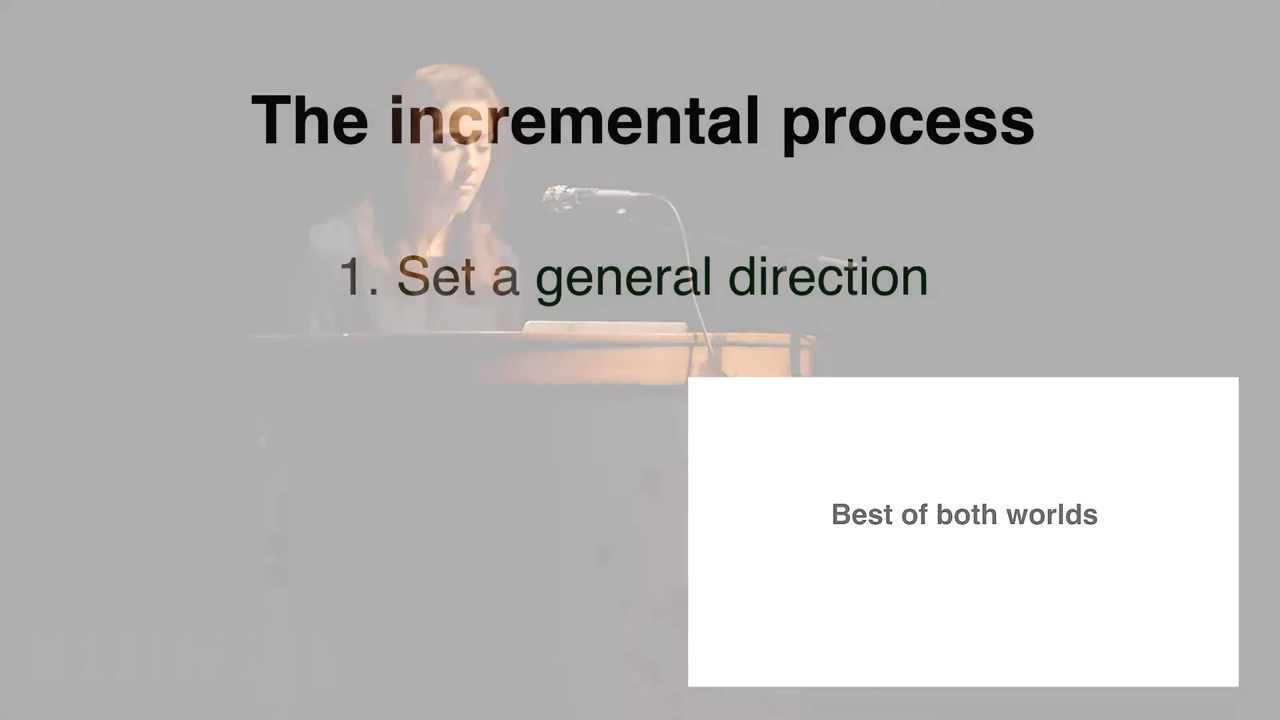 The incremental process
1. Set a general direction
Best of both worlds